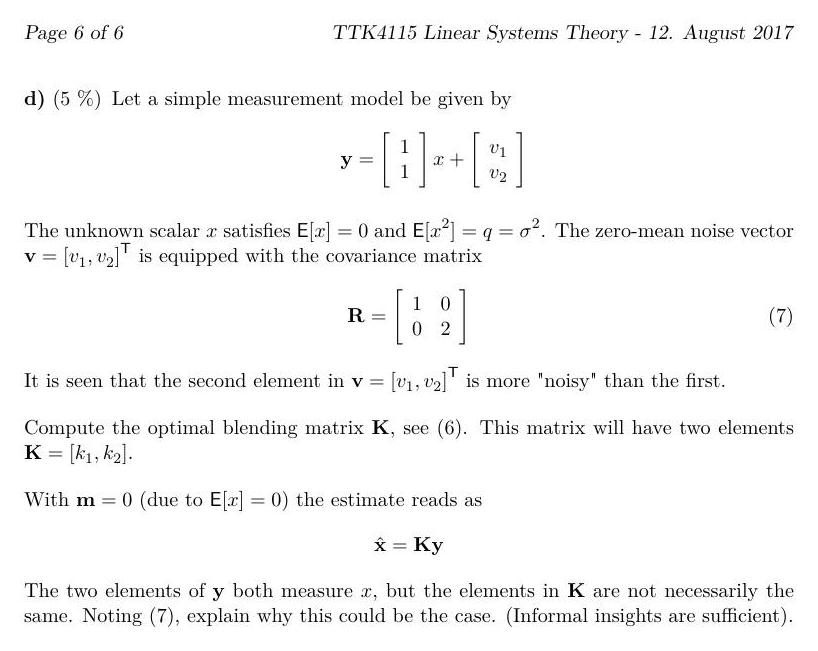 Page 6 of 6 TTK4115 Linear Systems Theory - 12. August 2017
d) (5 %) Let a simple measurement model be given by
y = [ 1 1 ] x + [ v₁ v₂ ]
The unknown scalar x satisfies E[x] = 0 and E[x²] = q = σ². The zero-mean noise vector
v = [v₁, v₂]ᵀ is equipped with the covariance matrix
R = [ 1 0 0 2 ] (7)
It is seen that the second element in v = [v₁, v₂]ᵀ is more "noisy" than the first.
Compute the optimal blending matrix K, see (6). This matrix will have two elements
K = [k₁, k₂].
With m = 0 (due to E[x] = 0) the estimate reads as
x̂ = Ky
The two elements of y both measure x, but the elements in K are not necessarily the
same. Noting (7), explain why this could be the case. (Informal insights are sufficient).